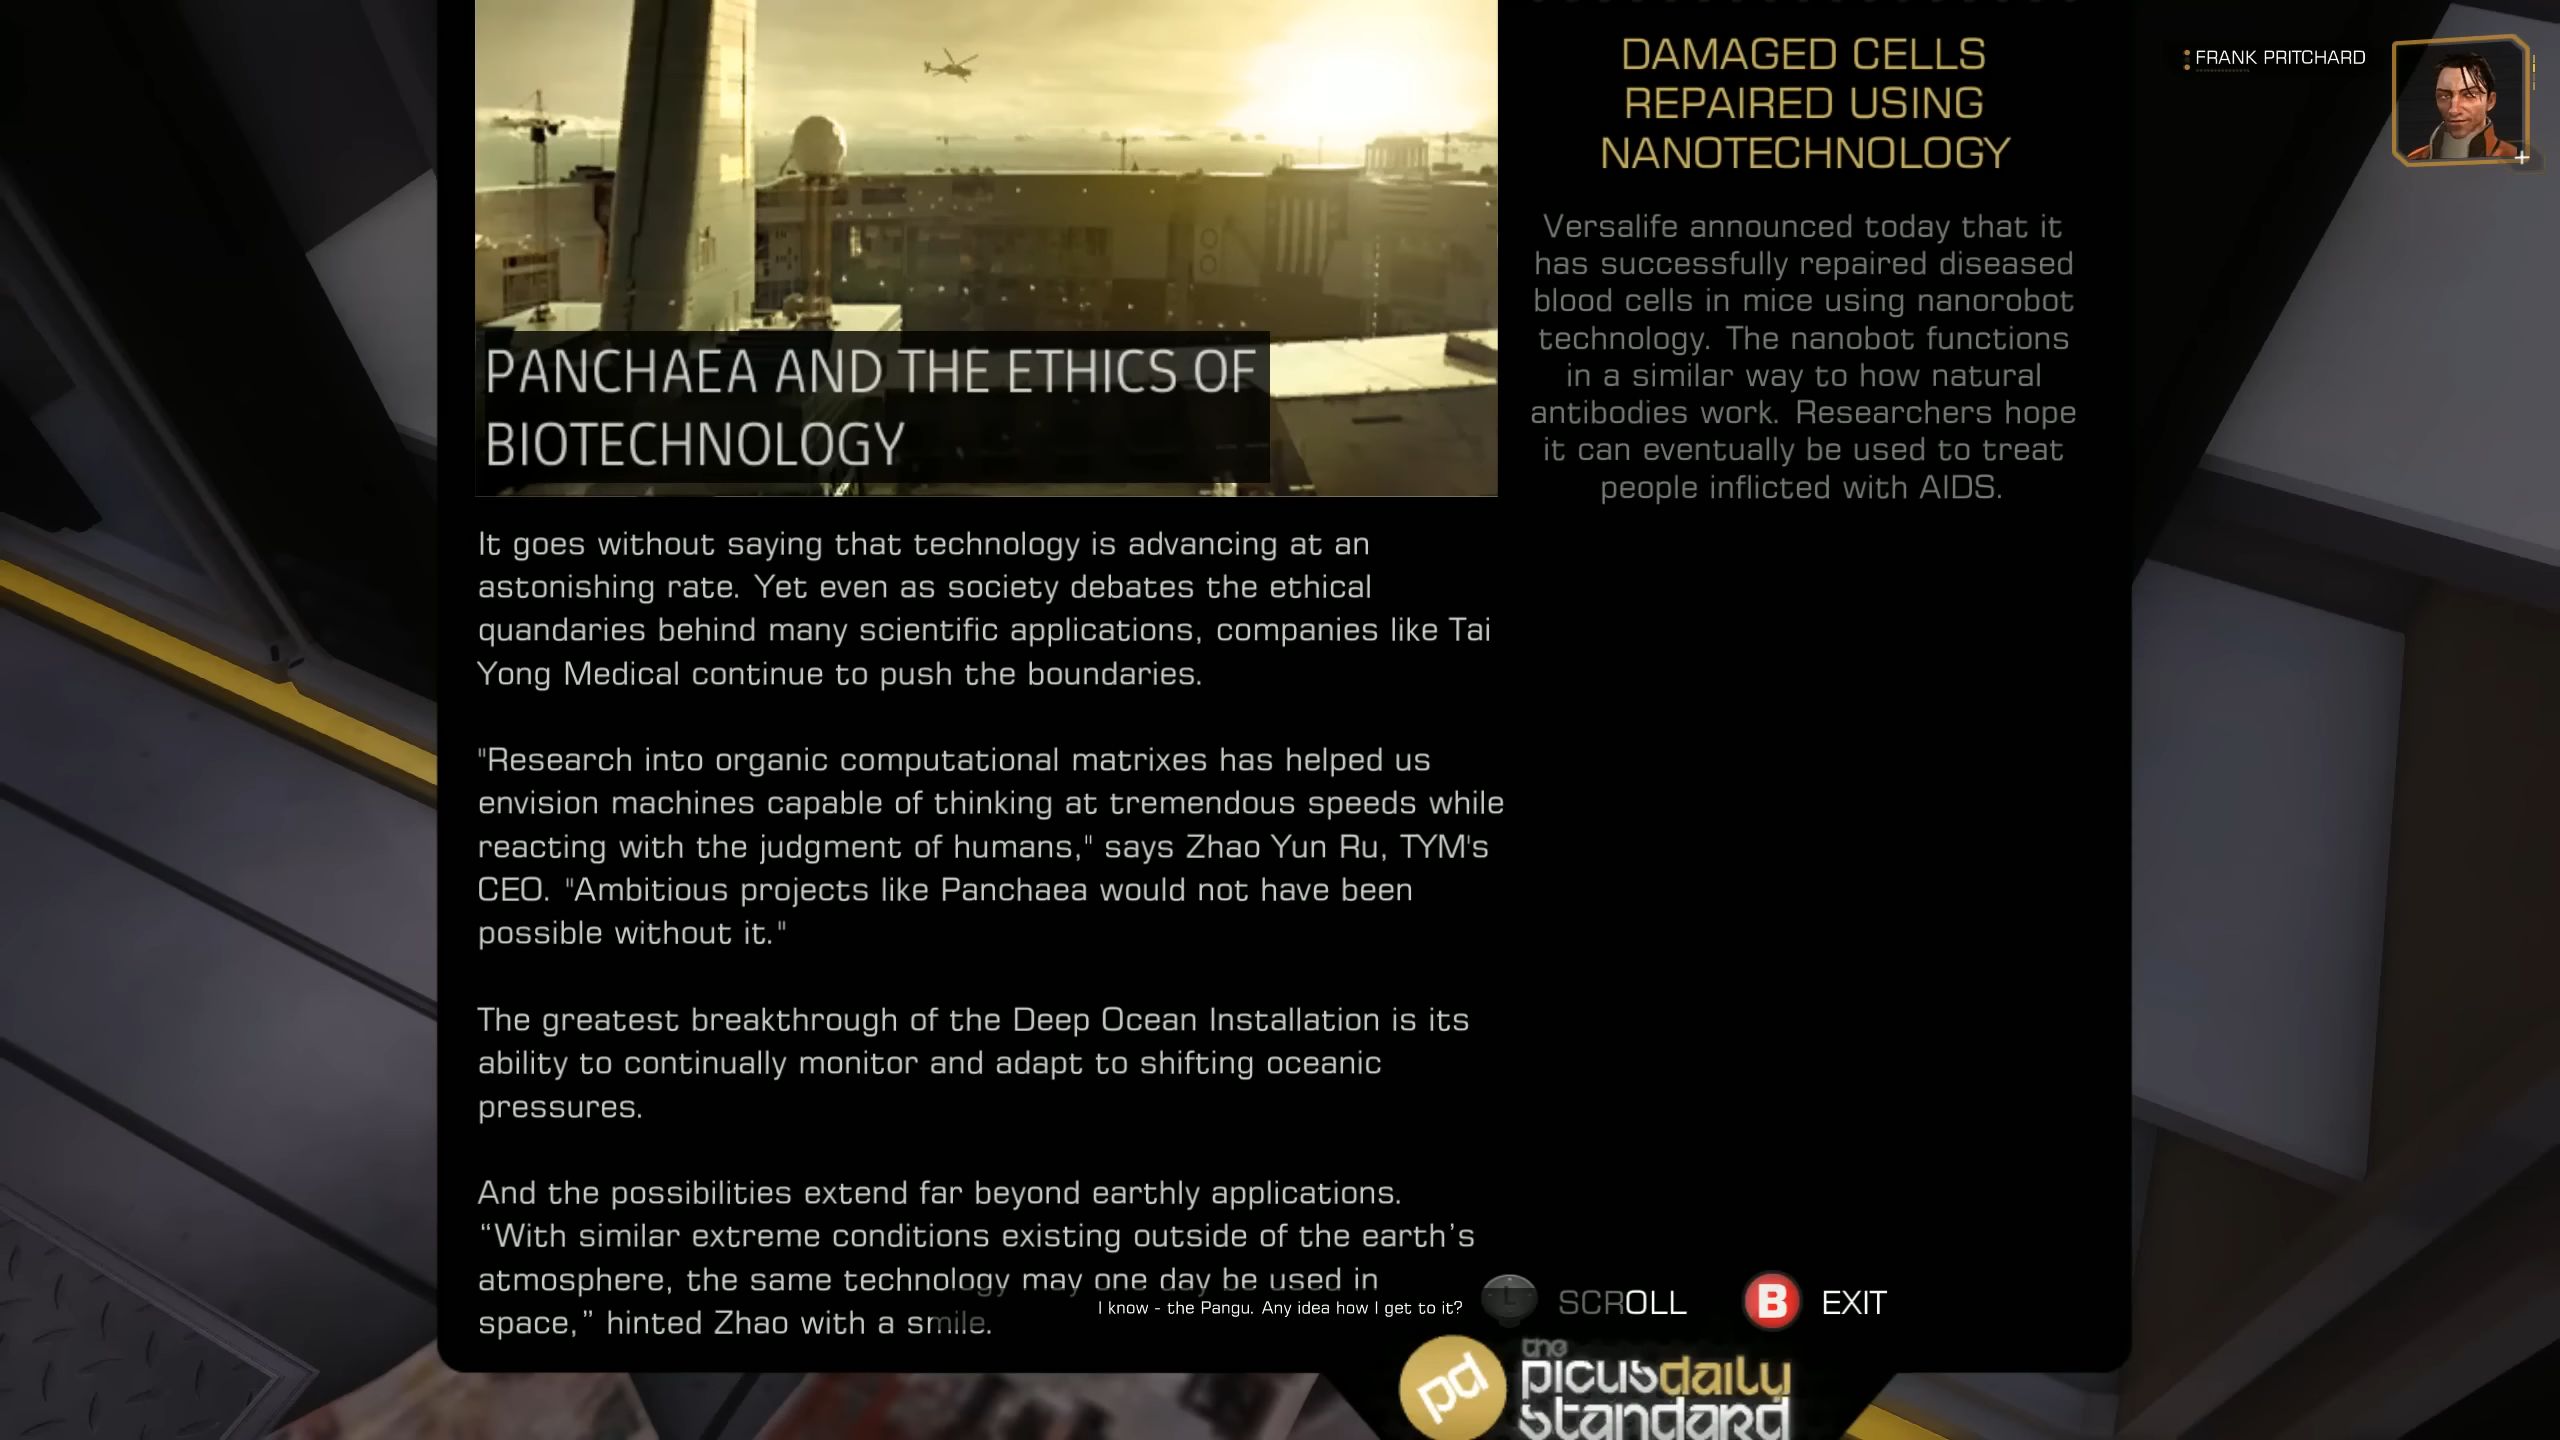 PANCHAEA AND THE ETHICS OF
BIOTECHNOLOGY
It goes without saying that technology is advancing at an
astonishing rate. Yet even as society debates the ethical
quandaries behind many scientific applications, companies like Tai
Yong Medical continue to push the boundaries.
"Research into organic computational matrixes has helped us
envision machines capable of thinking at tremendous speeds while
reacting with the judgment of humans," says Zhao Yun Ru, TYM's
CEO. "Ambitious projects like Panchaea would not have been
possible without it."
The greatest breakthrough of the Deep Ocean Installation is its
ability to continually monitor and adapt to shifting oceanic
pressures.
And the possibilities extend far beyond earthly applications.
“With similar extreme conditions existing outside of the earth’s
atmosphere, the same technology may one day be used in
space,” hinted Zhao with a smile.
DAMAGED CELLS
REPAIRED USING
NANOTECHNOLOGY
Versalife announced today that it
has successfully repaired diseased
blood cells in mice using nanorobot
technology. The nanobot functions
in a similar way to how natural
antibodies work. Researchers hope
it can eventually be used to treat
people inflicted with AIDS.
FRANK PRITCHARD
I know - the Pangu. Any idea how I get to it?
L SCROLL B EXIT
pd
the
picusdaily
standard